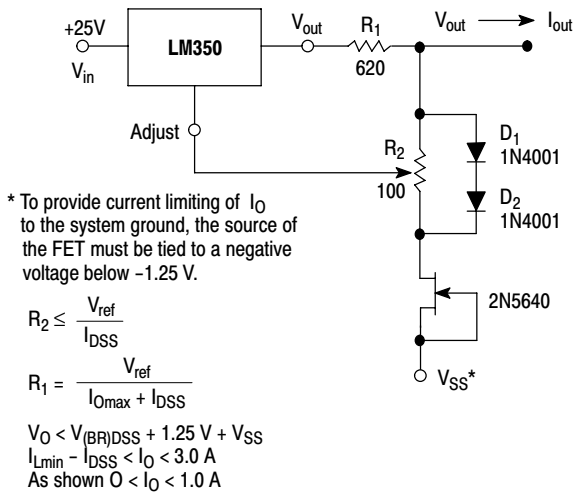 +25V
V_in
LM350
V_out
R_1
620
V_out
I_out
Adjust
R_2
100
D_1
1N4001
D_2
1N4001
2N5640
V_SS*
* To provide current limiting of I_O
to the system ground, the source of
the FET must be tied to a negative
voltage below −1.25 V.
R_2 ≤ V_ref / I_DSS
R_1 = V_ref / I_Omax + I_DSS
V_O < V_(BR)DSS + 1.25 V + V_SS
I_Lmin − I_DSS < I_O < 3.0 A
As shown O < I_O < 1.0 A